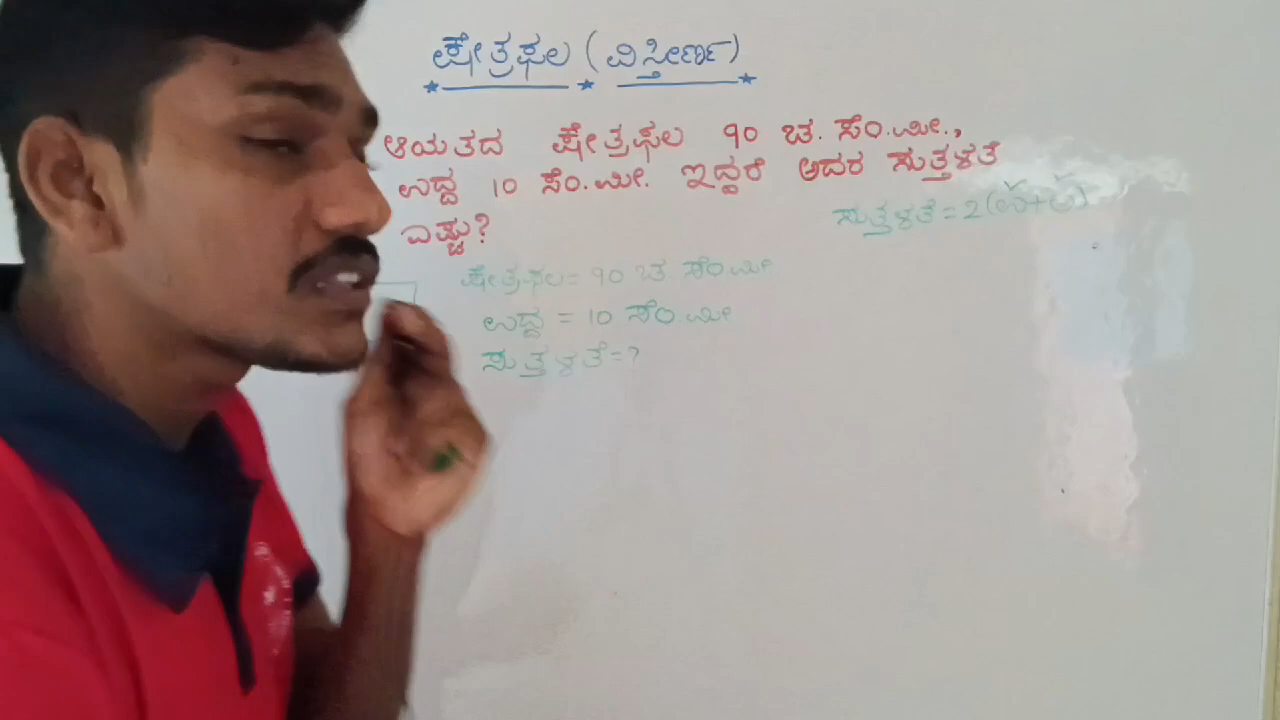 ಕ್ಷೇತ್ರಫಲ (ವಿಸ್ತೀರ್ಣ)
ಆಯತದ ಕ್ಷೇತ್ರಫಲ 90 ಚ. ಸೆಂ.ಮೀ.,
ಉದ್ದ 10 ಸೆಂ.ಮೀ. ಇದ್ದರೆ ಅದರ ಸುತ್ತಳತೆ
ಎಷ್ಟು?
ಸುತ್ತಳತೆ = 2(ಉ+ಅ)
ಕ್ಷೇತ್ರಫಲ = 90 ಚ ಸೆಂ.ಮೀ
ಉದ್ದ = 10 ಸೆಂ.ಮೀ
ಸುತ್ತಳತೆ = ?